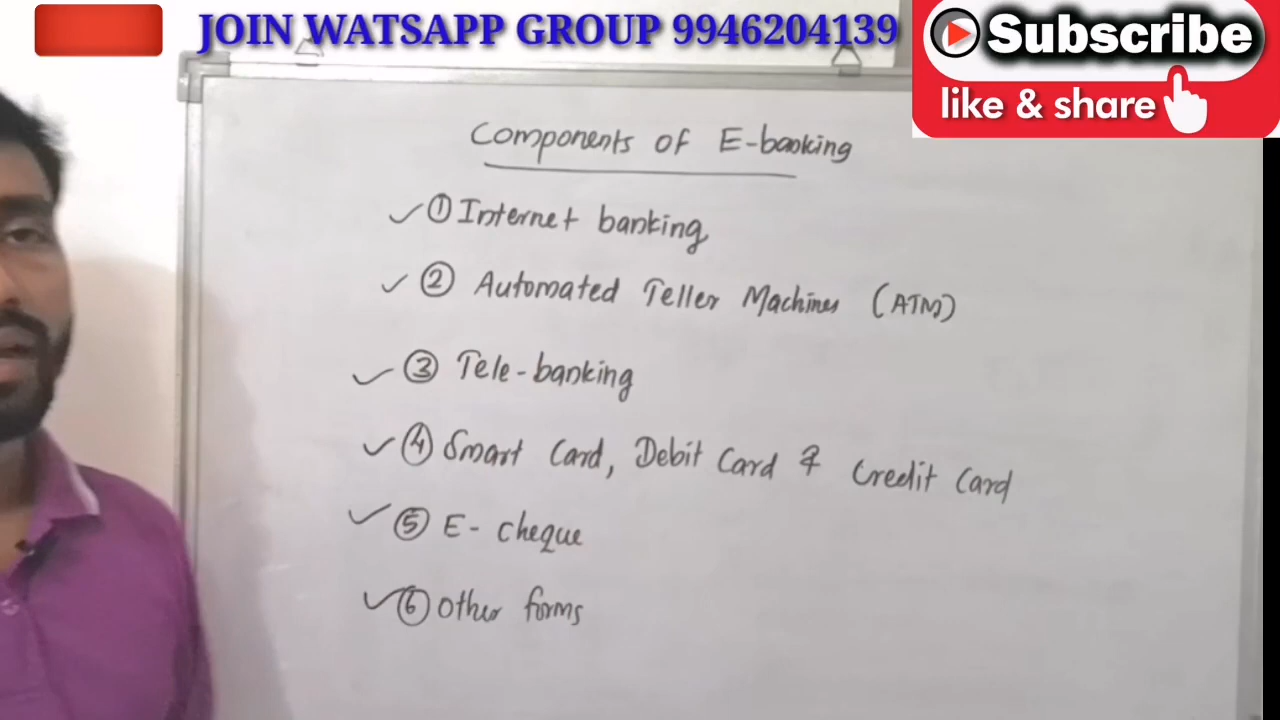 JOIN WATSAPP GROUP 9946204139
Subscribe
like & share
Components of E-banking
① Internet banking
② Automated Teller Machines (ATM)
③ Tele-banking
④ Smart Card, Debit Card & Credit Card
⑤ E- cheque
⑥ Other forms